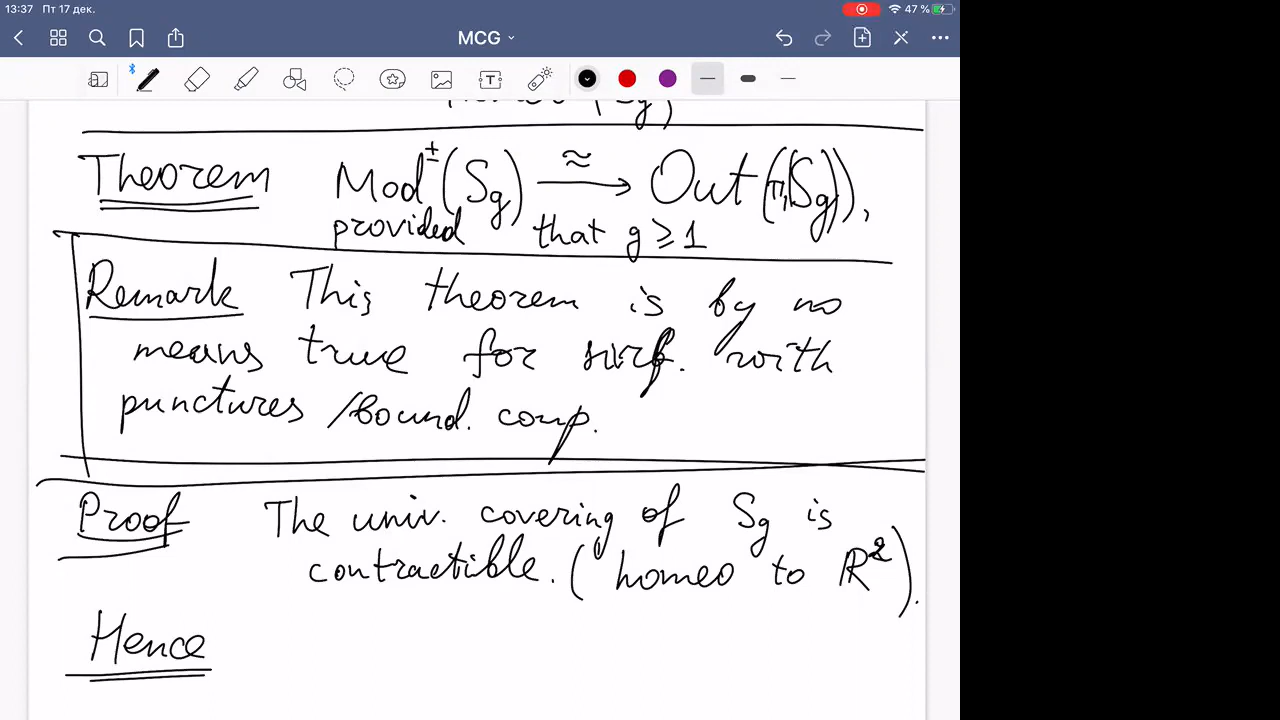 13:37 Пт 17 дек.
47 %
MCG
(Sg)
Theorem Mod±(Sg) ≈→ Out(π1(Sg)),
provided that g ≥ 1
Remark This theorem is by no
means true for surf. with
punctures /bound. comp.
Proof The univ. covering of Sg is
contractible. (homeo to R²).
Hence